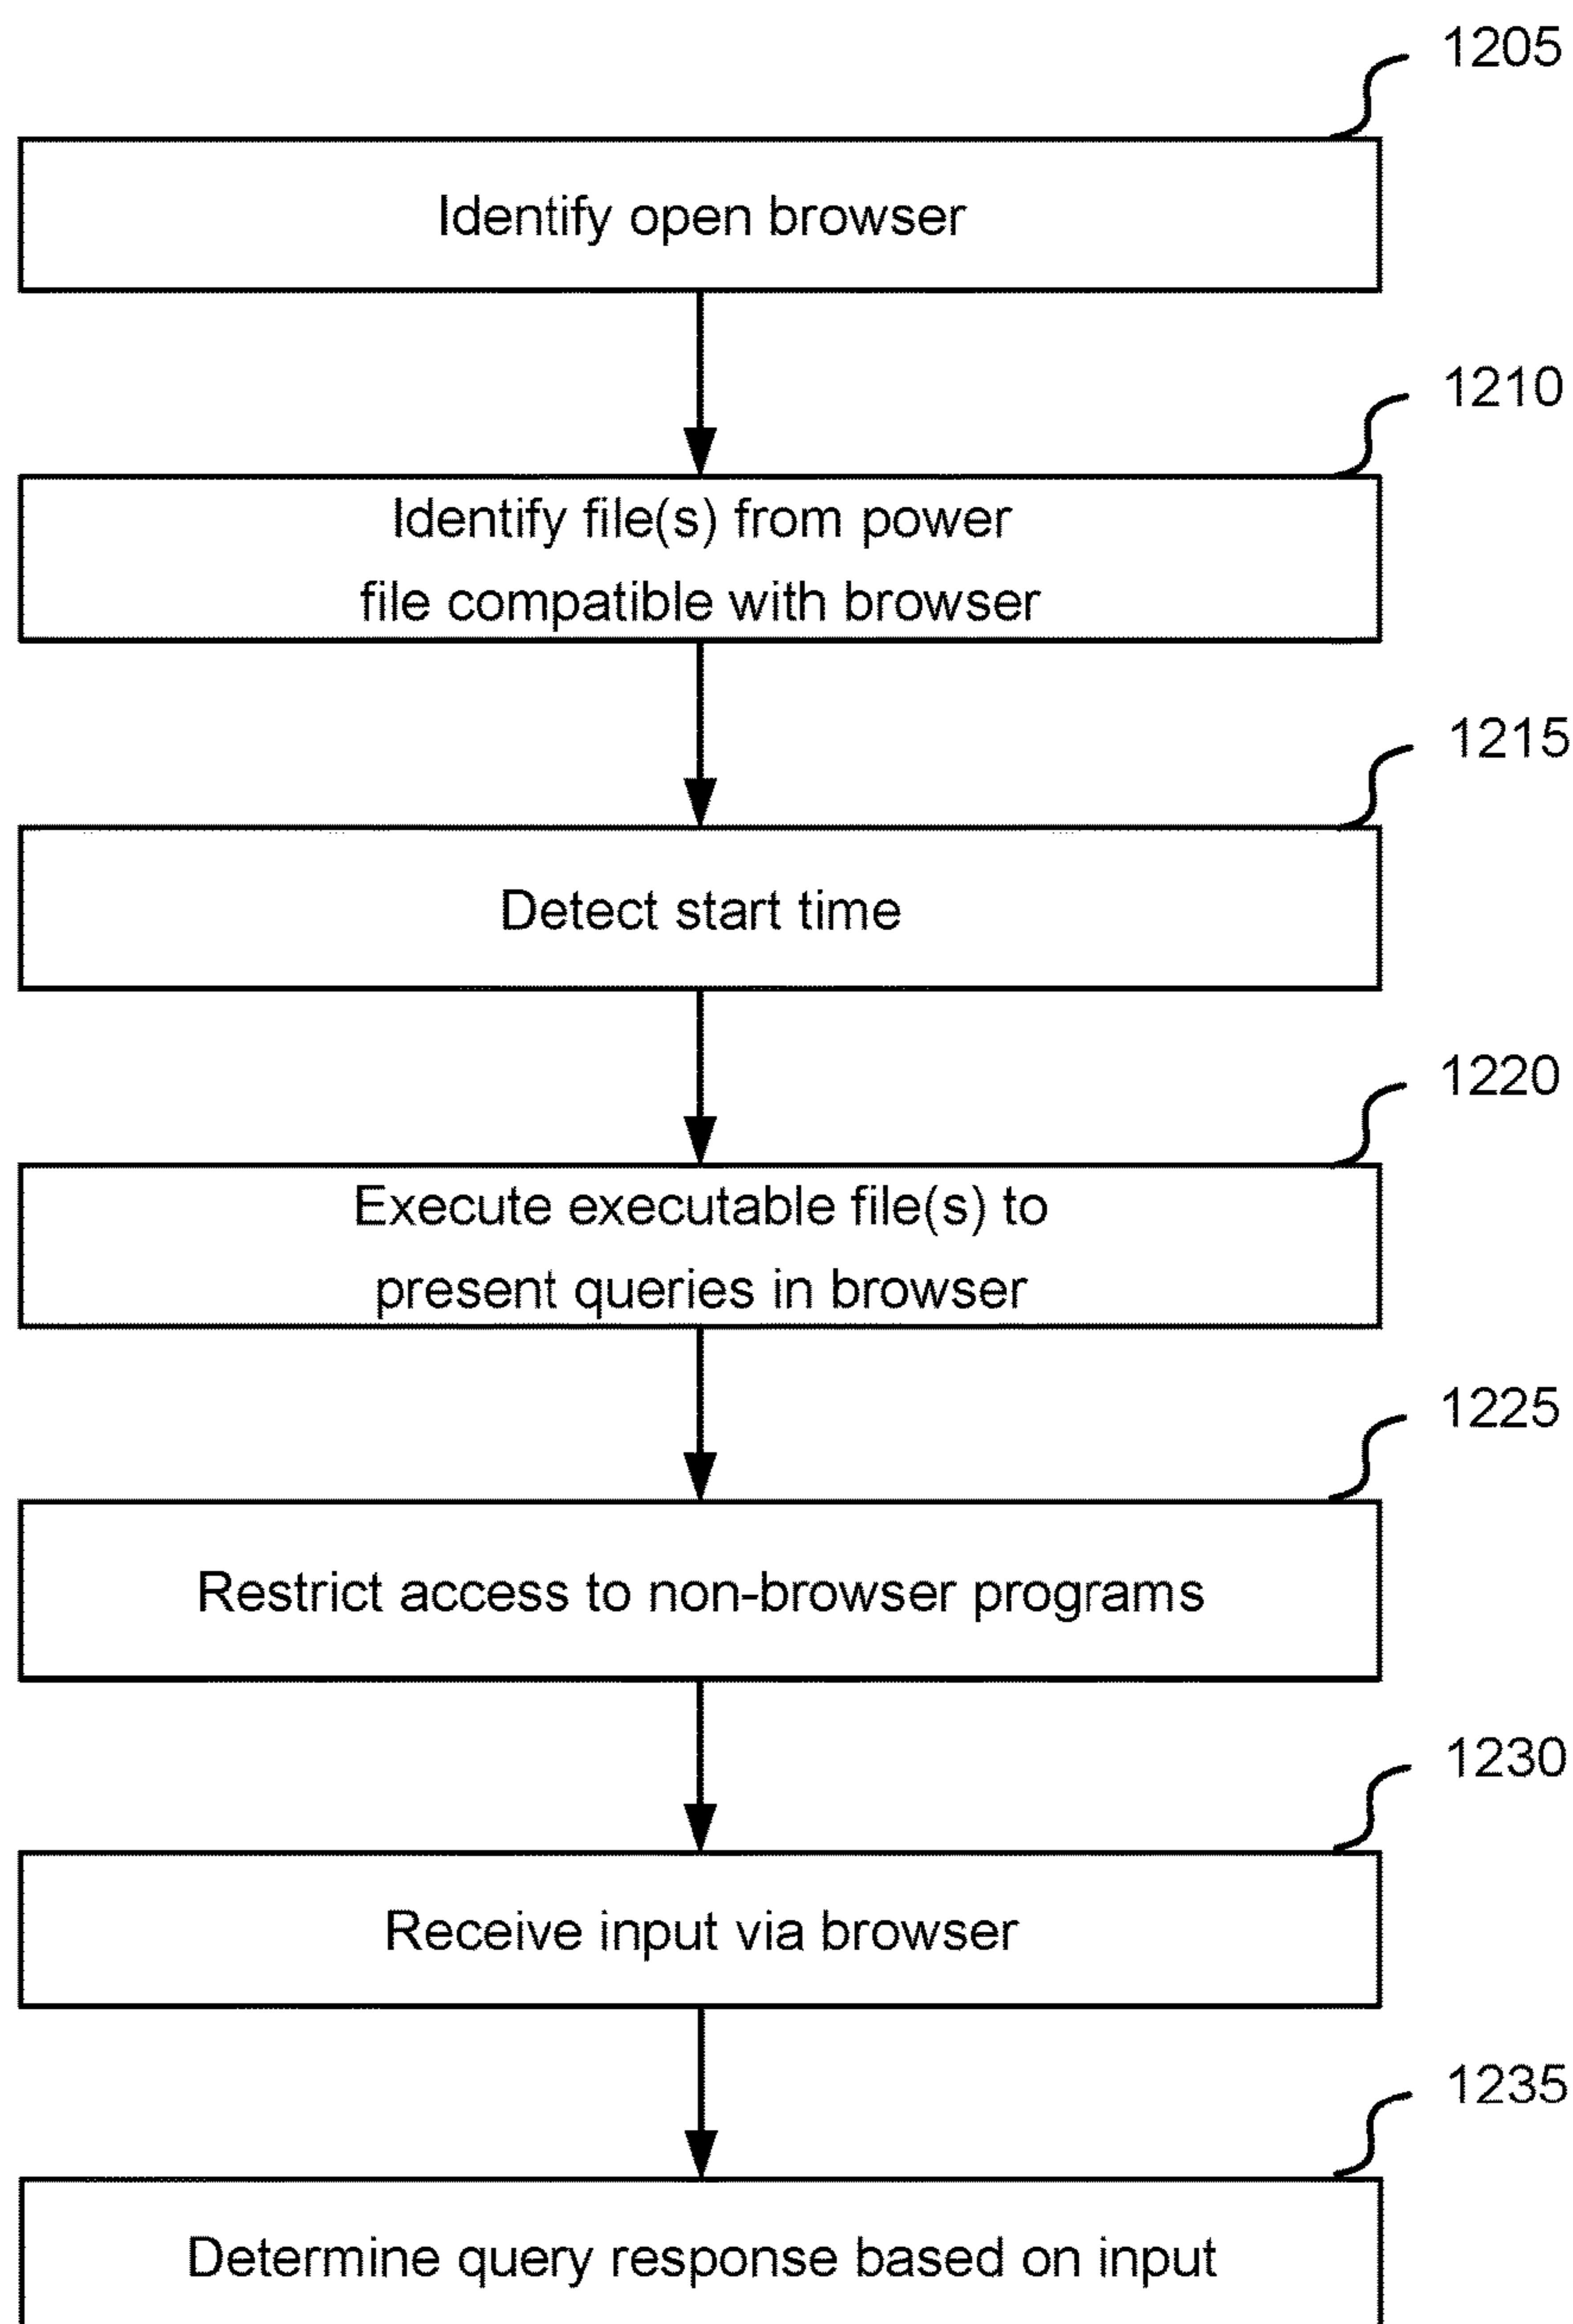 1205
Identify open browser
1210
Identify file(s) from power
file compatible with browser
1215
Detect start time
1220
Execute executable file(s) to
present queries in browser
1225
Restrict access to non-browser programs
1230
Receive input via browser
1235
Determine query response based on input